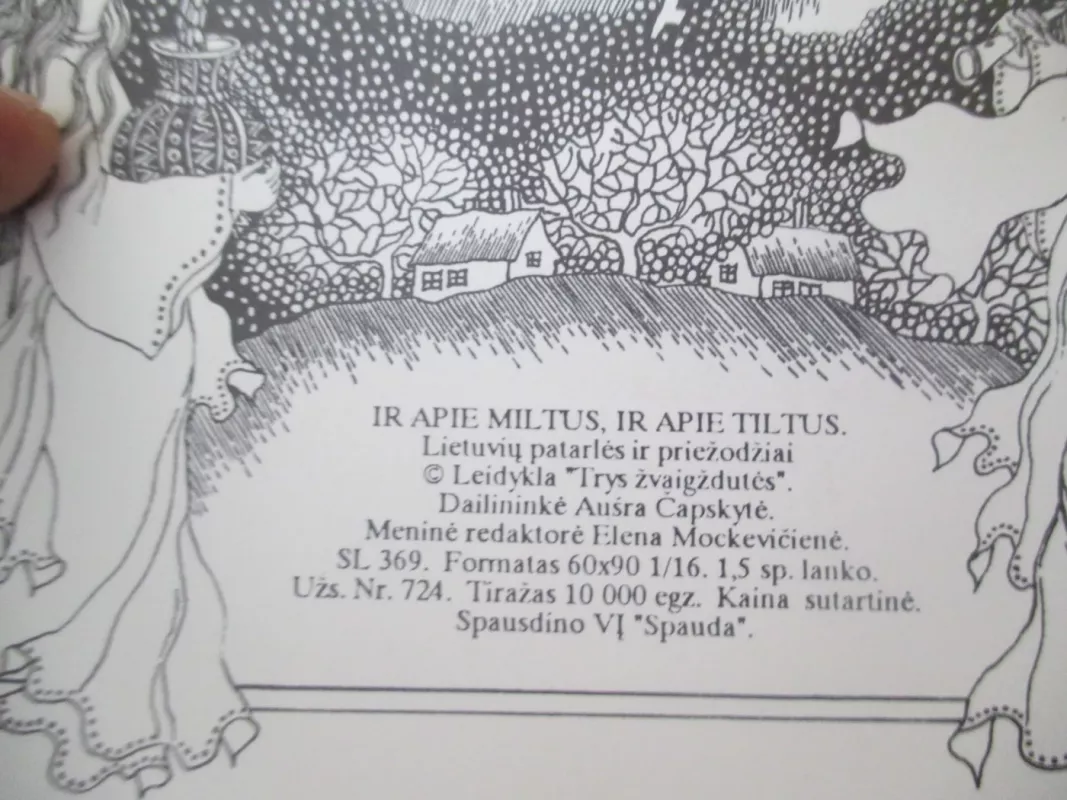 IR APIE MILTUS, IR APIE TILTUS.
Lietuvių patarlės ir priežodžiai
© Leidykla "Trys žvaigždutės".
Dailininkė Aušra Čapskytė.
Meninė redaktorė Elena Mockevičienė.
SL 369. Formatas 60x90 1/16. 1,5 sp. lanko.
Užs. Nr. 724. Tiražas 10 000 egz. Kaina sutartinė.
Spausdino VĮ "Spauda".